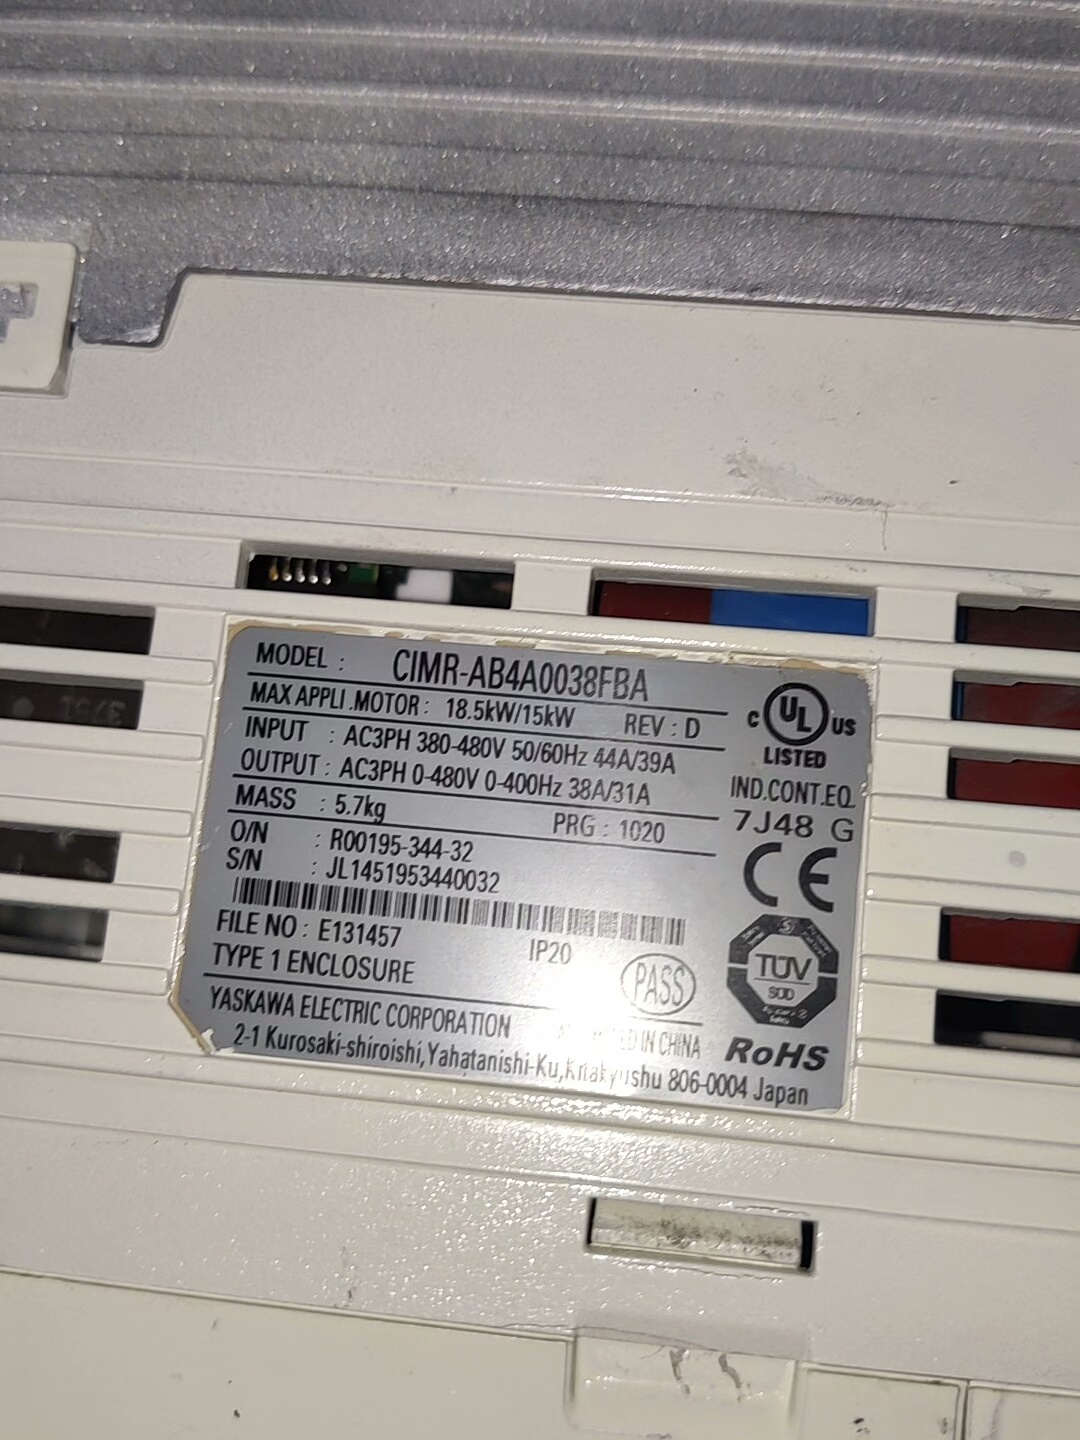 MODEL : CIMR-AB4A0038FBA
MAX APPLI .MOTOR : 18.5kW/15kW REV : D
INPUT : AC3PH 380-480V 50/60Hz 44A/39A
OUTPUT : AC3PH 0-480V 0-400Hz 38A/31A
MASS : 5.7kg PRG : 1020
O/N : R00195-344-32
S/N : JL1451953440032
FILE NO : E131457 IP20
TYPE 1 ENCLOSURE PASS
YASKAWA ELECTRIC CORPORATION IN CHINA
2-1 Kurosaki-shiroishi,Yahatanishi-Ku,Kitakyushu 806-0004 Japan
C UL US
LISTED
IND.CONT.EQ.
7J48 G
CE
TÜV
SÜD
RoHS